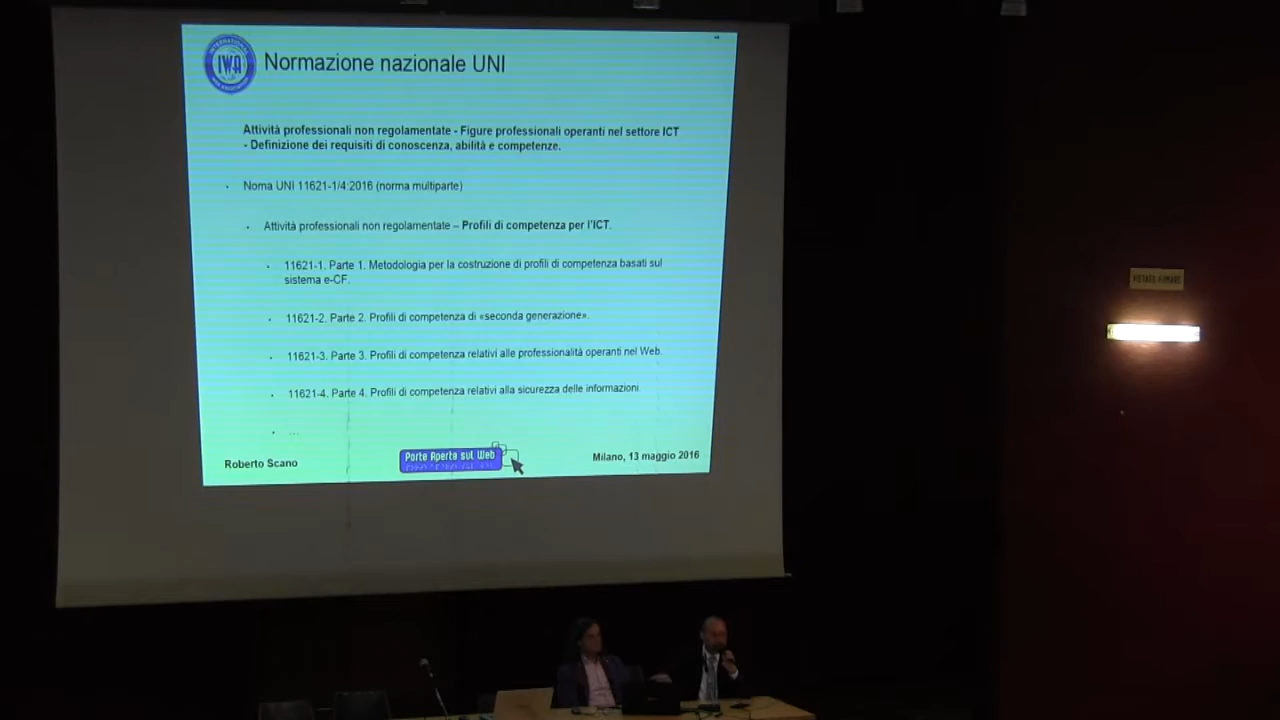 INTERNATIONAL
IWA
Normazione nazionale UNI
Attività professionali non regolamentate - Figure professionali operanti nel settore ICT
- Definizione dei requisiti di conoscenza, abilità e competenze.
Noma UNI 11621-1/4:2016 (norma multiparte)
Attività professionali non regolamentate – Profili di competenza per l'ICT.
11621-1. Parte 1. Metodologia per la costruzione di profili di competenza basati sul
sistema e-CF.
11621-2. Parte 2. Profili di competenza di «seconda generazione».
11621-3. Parte 3. Profili di competenza relativi alle professionalità operanti nel Web.
11621-4. Parte 4. Profili di competenza relativi alla sicurezza delle informazioni.
...
Roberto Scano
Porte Aperte sul Web
Milano, 13 maggio 2016
VIETATO FUMARE